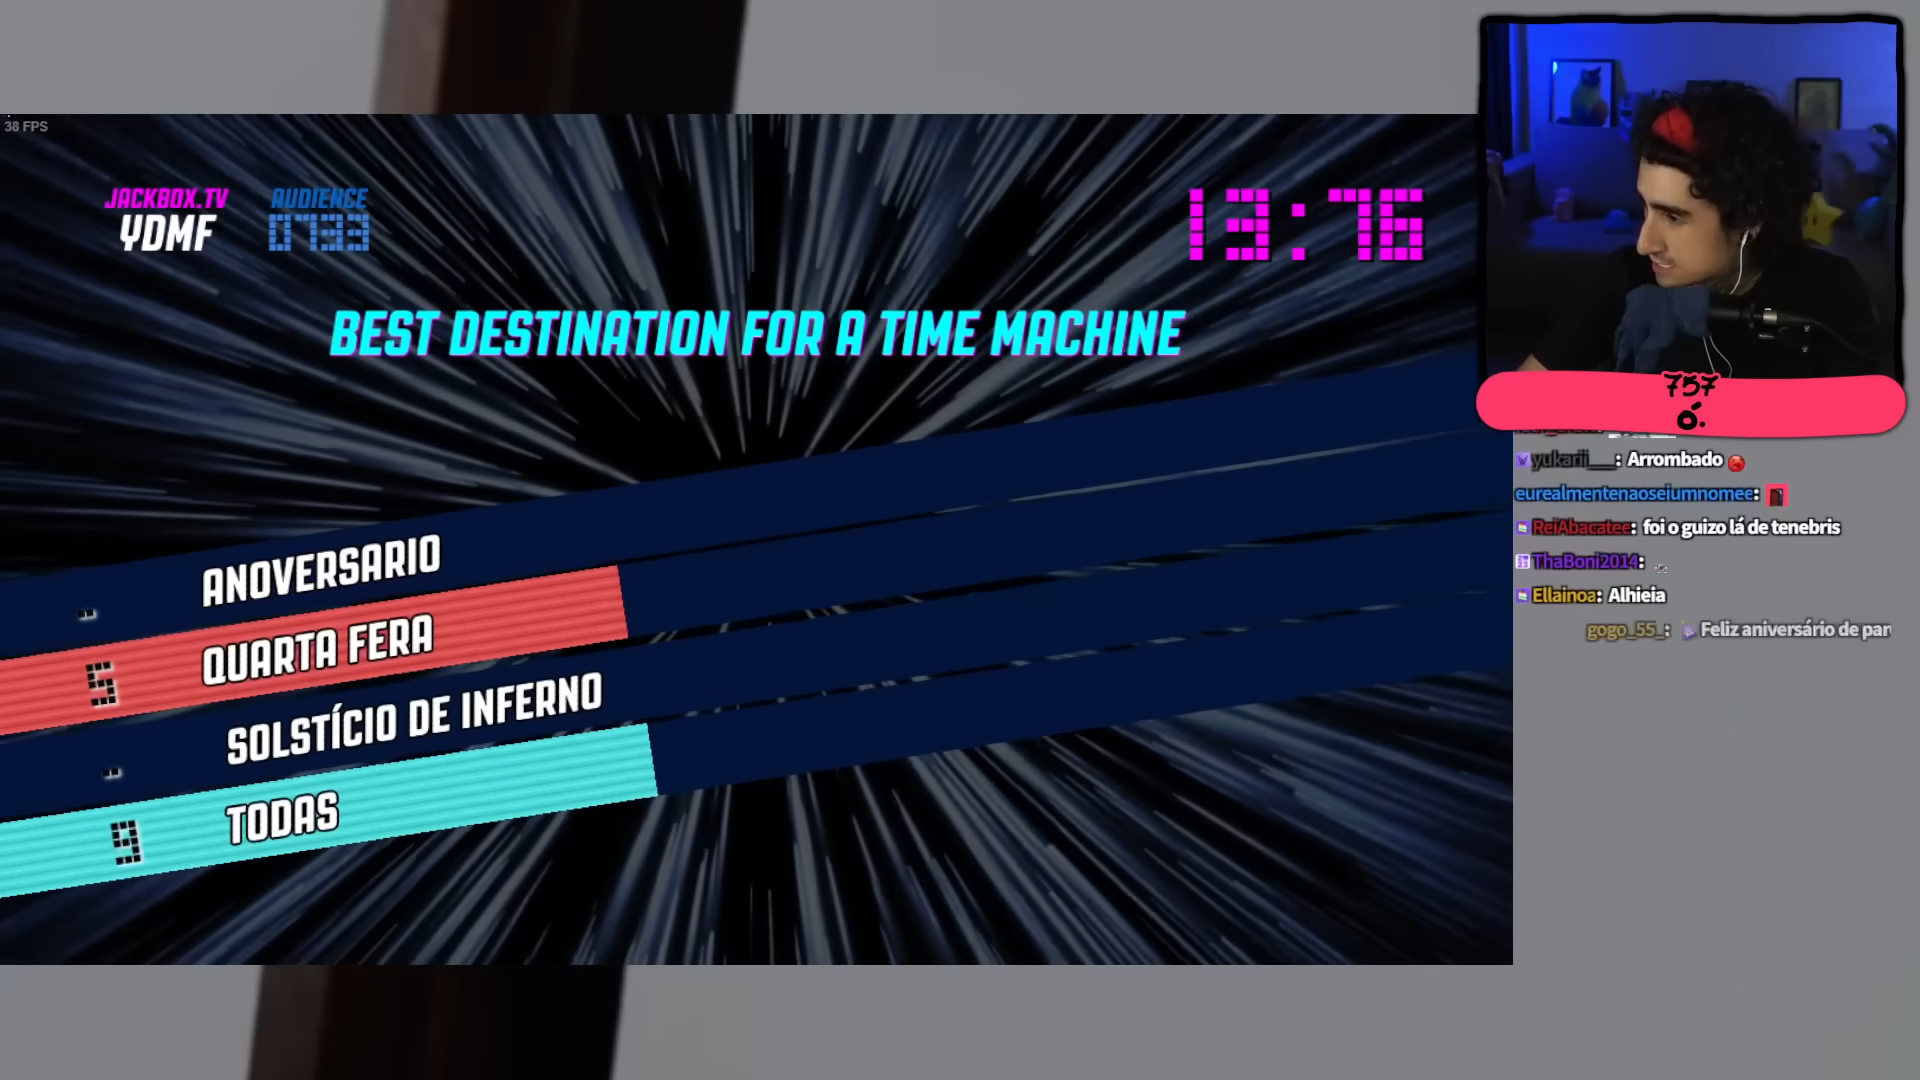 38 FPS
JACKBOX.TV
YDMF
AUDIENCE
0733
13:76
BEST DESTINATION FOR A TIME MACHINE
- ANOVERSARIO
5 QUARTA FERA
- SOLSTÍCIO DE INFERNO
9 TODAS
757
Ó.
yukarii___: Arrombado
eurealmentenaoseiumnomee:
ReiAbacatee: foi o guizo lá de tenebris
ThaBoni2014:
Ellainoa: Alhieia
gogo_55_: Feliz aniversário de par